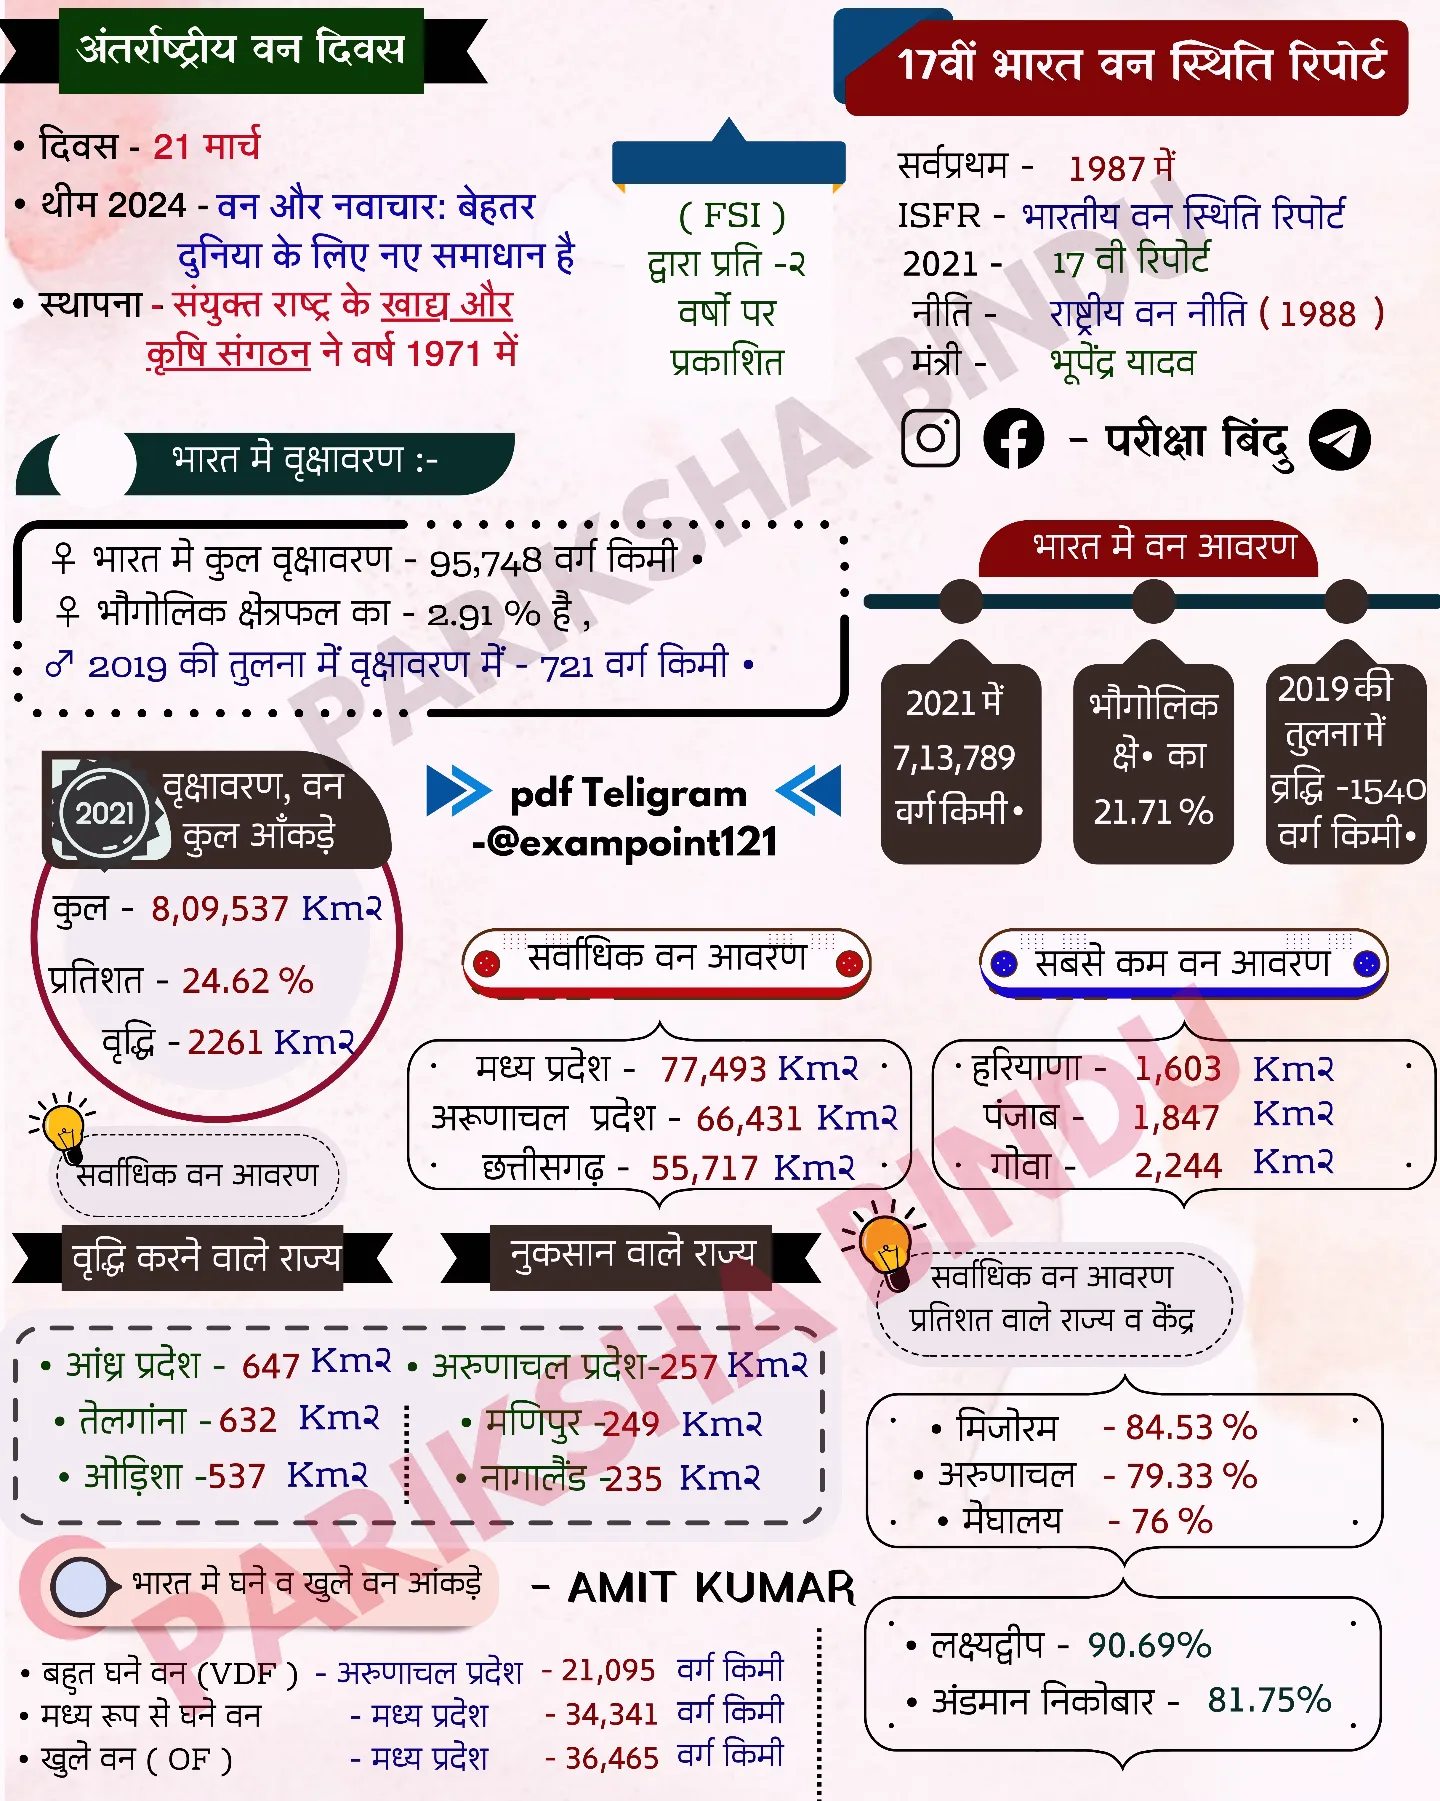 अंतर्राष्ट्रीय वन दिवस
• दिवस - 21 मार्च
• थीम 2024 - वन और नवाचार: बेहतर
दुनिया के लिए नए समाधान है
• स्थापना - संयुक्त राष्ट्र के खाद्य और
कृषि संगठन ने वर्ष 1971 में
( FSI )
द्वारा प्रति -२
वर्षो पर
प्रकाशित
17वीं भारत वन स्थिति रिपोर्ट
सर्वप्रथम - 1987 में
ISFR - भारतीय वन स्थिति रिपोर्ट
2021 - 17 वी रिपोर्ट
नीति - राष्ट्रीय वन नीति ( 1988 )
मंत्री - भूपेंद्र यादव
- परीक्षा बिंदु
भारत मे वृक्षावरण :-
♀ भारत मे कुल वृक्षावरण - 95,748 वर्ग किमी •
♀ भौगोलिक क्षेत्रफल का - 2.91 % है ,
♂ 2019 की तुलना में वृक्षावरण में - 721 वर्ग किमी •
भारत मे वन आवरण
2021 में
7,13,789
वर्ग किमी •
भौगोलिक
क्षे• का
21.71 %
2019 की
तुलना में
व्रद्धि -1540
वर्ग किमी•
2021
वृक्षावरण, वन
कुल आँकड़े
कुल - 8,09,537 Km२
प्रतिशत - 24.62 %
वृद्धि - 2261 Km२
pdf Teligram
-@exampoint121
सर्वाधिक वन आवरण
मध्य प्रदेश - 77,493 Km२
अरूणाचल प्रदेश - 66,431 Km२
छत्तीसगढ़ - 55,717 Km२
सबसे कम वन आवरण
हरियाणा - 1,603 Km२
पंजाब - 1,847 Km२
गोवा - 2,244 Km२
सर्वाधिक वन आवरण
वृद्धि करने वाले राज्य
• आंध्र प्रदेश - 647 Km२
• तेलगांना - 632 Km२
• ओड़िशा -537 Km२
नुकसान वाले राज्य
• अरुणाचल प्रदेश-257 Km२
• मणिपुर -249 Km२
• नागालैंड -235 Km२
सर्वाधिक वन आवरण
प्रतिशत वाले राज्य व केंद्र
• मिजोरम - 84.53 %
• अरुणाचल - 79.33 %
• मेघालय - 76 %
• लक्ष्यद्वीप - 90.69%
• अंडमान निकोबार - 81.75%
भारत मे घने व खुले वन आंकड़े
- AMIT KUMAR
• बहुत घने वन (VDF ) - अरुणाचल प्रदेश - 21,095 वर्ग किमी
• मध्य रूप से घने वन - मध्य प्रदेश - 34,341 वर्ग किमी
• खुले वन ( OF ) - मध्य प्रदेश - 36,465 वर्ग किमी
PARIKSHA BINDU
©PARIKSHA BINDU